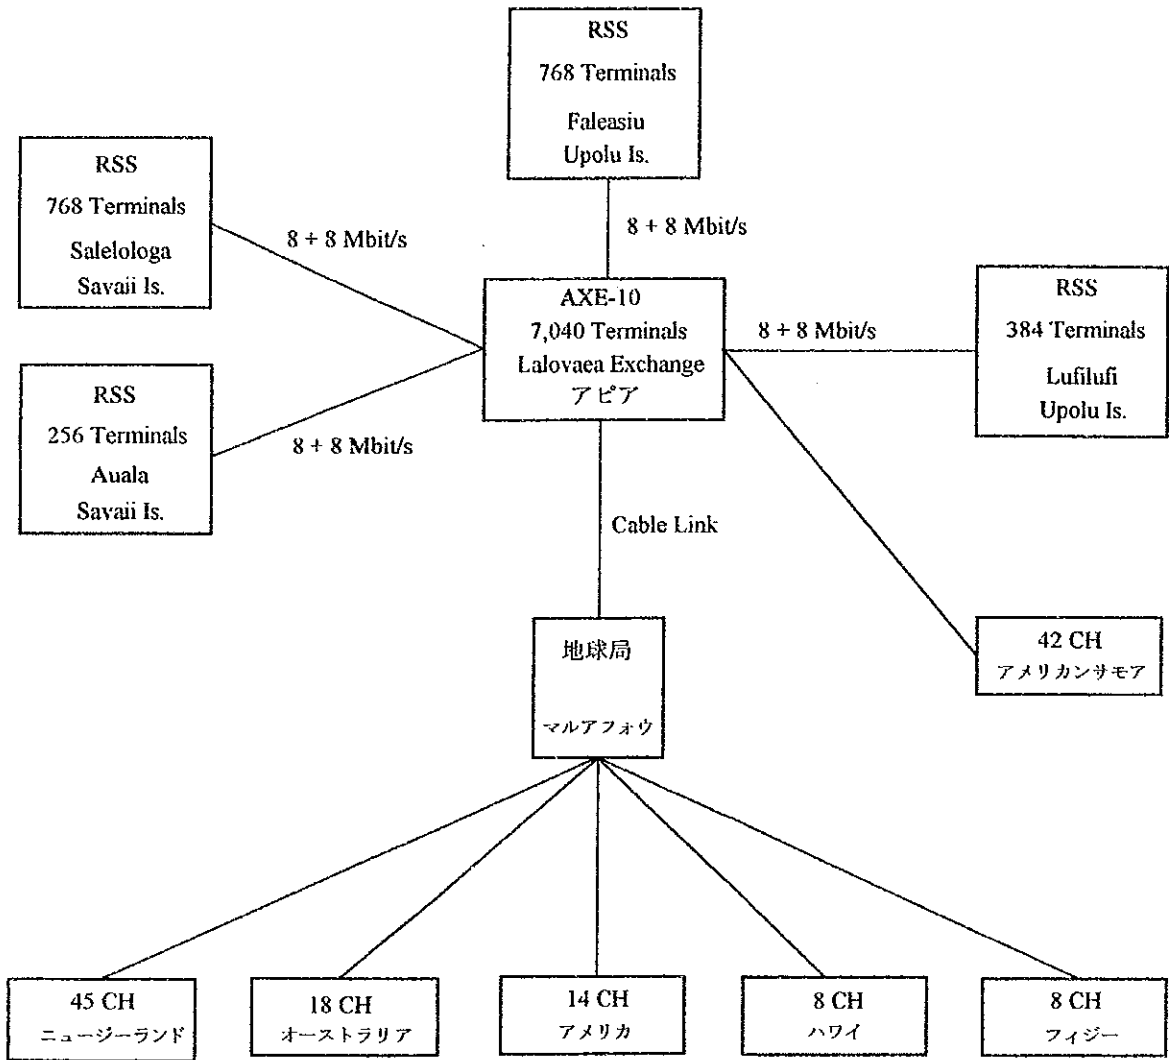 RSS
768 Terminals
Faleasiu
Upolu Is.
RSS
768 Terminals
Salelologa
Savaii Is.
8 + 8 Mbit/s
8 + 8 Mbit/s
AXE-10
7,040 Terminals
Lalovaea Exchange
アピア
8 + 8 Mbit/s
RSS
384 Terminals
Lufilufi
Upolu Is.
RSS
256 Terminals
Auala
Savaii Is.
8 + 8 Mbit/s
Cable Link
地球局
マルアフォウ
42 CH
アメリカンサモア
45 CH
ニュージーランド
18 CH
オーストラリア
14 CH
アメリカ
8 CH
ハワイ
8 CH
フィジー